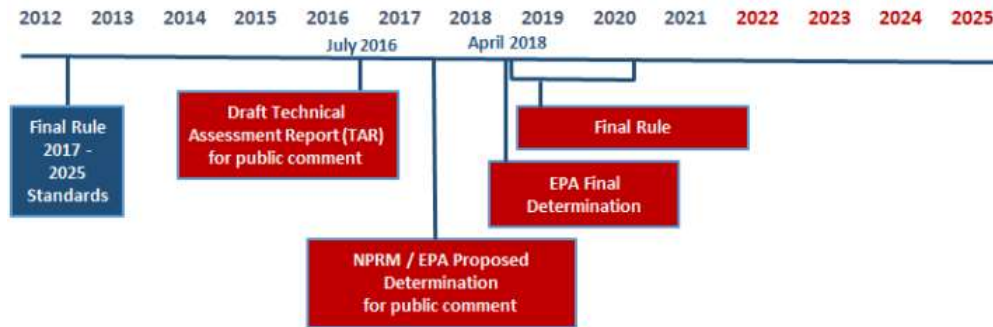 2012 2013 2014 2015 2016 2017 2018 2019 2020 2021 2022 2023 2024 2025
July 2016 April 2018
Final Rule
2017 -
2025
Standards
Draft Technical
Assessment Report (TAR)
for public comment
Final Rule
EPA Final
Determination
NPRM / EPA Proposed
Determination
for public comment